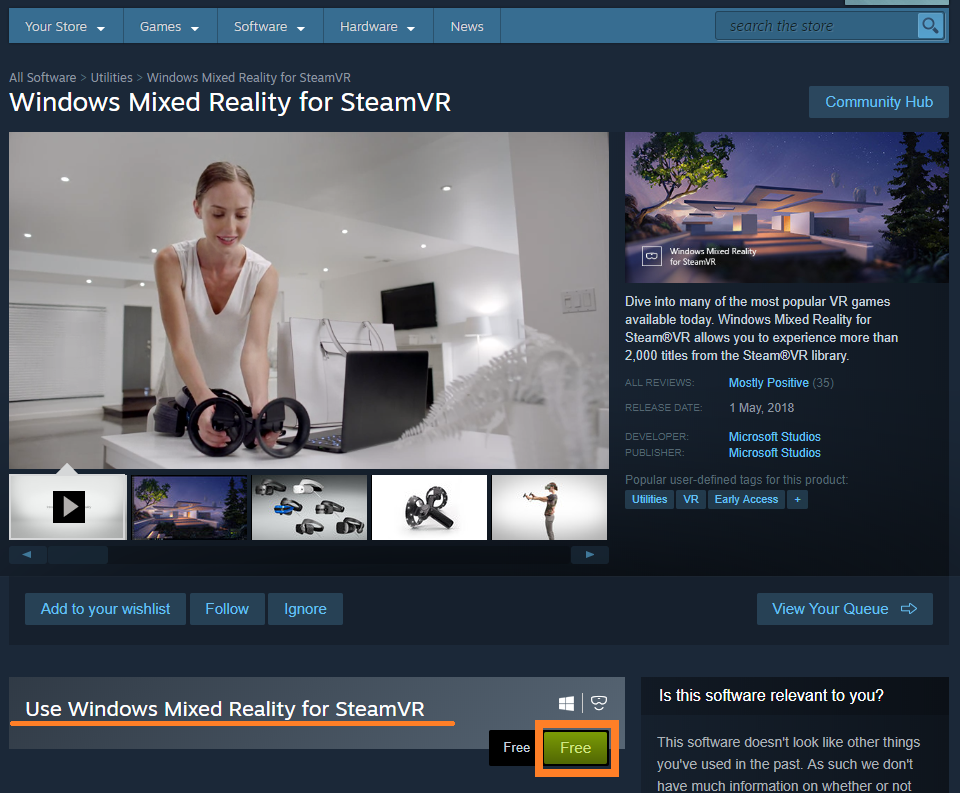 Your Store Games Software Hardware News search the store
All Software > Utilities > Windows Mixed Reality for SteamVR
Windows Mixed Reality for SteamVR
Community Hub
Windows Mixed Reality
for SteamVR
Dive into many of the most popular VR games
available today. Windows Mixed Reality for
Steam®VR allows you to experience more than
2,000 titles from the Steam®VR library.
ALL REVIEWS: Mostly Positive (35)
RELEASE DATE: 1 May, 2018
DEVELOPER: Microsoft Studios
PUBLISHER: Microsoft Studios
Popular user-defined tags for this product:
Utilities VR Early Access +
Add to your wishlist Follow Ignore View Your Queue
Use Windows Mixed Reality for SteamVR
Free Free
Is this software relevant to you?
This software doesn't look like other things
you've used in the past. As such we don't
have much information on whether or not